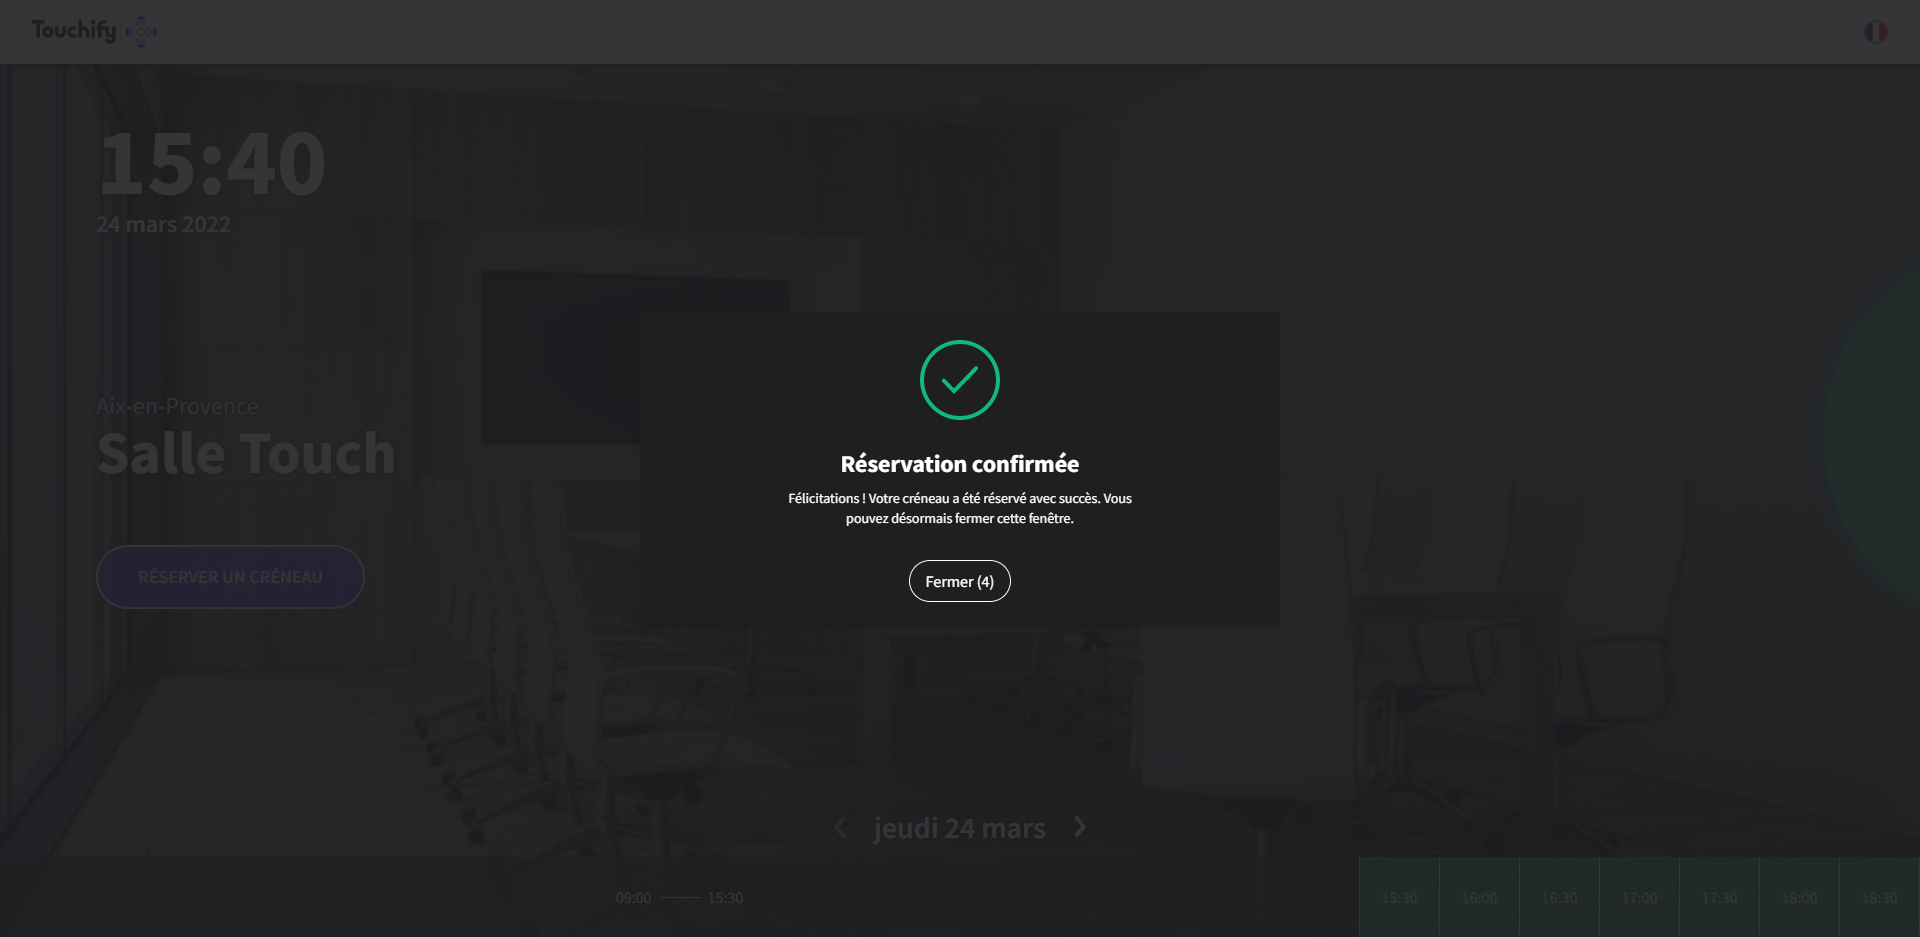 Touchify
15:40
24 mars 2022
Aix-en-Provence
Salle Touch
RÉSERVER UN CRÉNEAU
Réservation confirmée
Félicitations ! Votre créneau a été réservé avec succès. Vous
pouvez désormais fermer cette fenêtre.
Fermer (4)
jeudi 24 mars
09:00 15:30
15:30 16:00 16:30 17:00 17:30 18:00 18:30